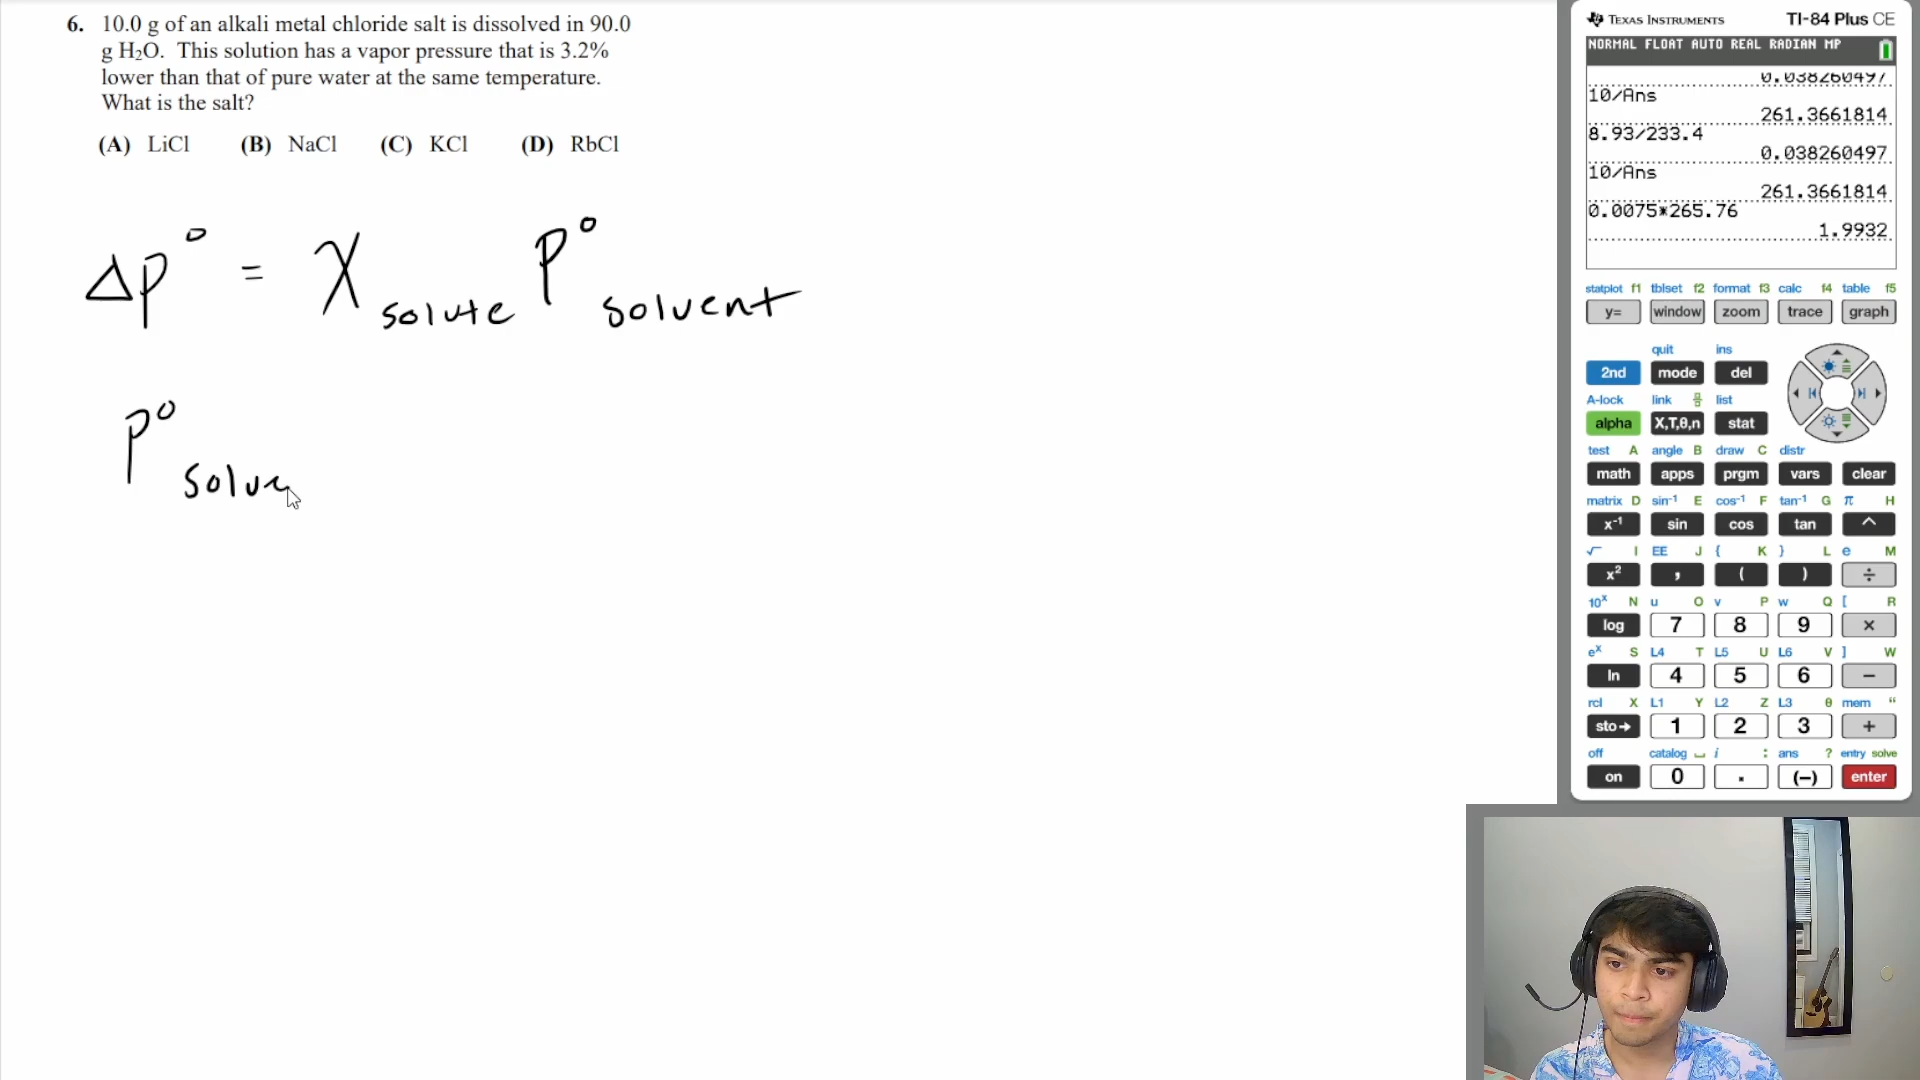 6. 10.0 g of an alkali metal chloride salt is dissolved in 90.0
g H₂O. This solution has a vapor pressure that is 3.2%
lower than that of pure water at the same temperature.
What is the salt?
(A) LiCl (B) NaCl (C) KCl (D) RbCl
ΔP° = X solute P° solvent
P° solve
TEXAS INSTRUMENTS TI-84 Plus CE
NORMAL FLOAT AUTO REAL RADIAN MP
0.038260497
10/Ans
261.3661814
8.93/233.4
0.038260497
10/Ans
261.3661814
0.0075*265.76
1.9932
statplot f1 tblset f2 format f3 calc f4 table f5
y= window zoom trace graph
quit ins
2nd mode del
A-lock link list
alpha X,T,θ,n stat
test A angle B draw C distr
math apps prgm vars clear
matrix D sin⁻¹ E cos⁻¹ F tan⁻¹ G π H
x⁻¹ sin cos tan ^
√ I EE J { K } L e M
x² , ( ) ÷
10ˣ N u O v P w Q [ R
log 7 8 9 ×
eˣ S L4 T L5 U L6 V ] W
ln 4 5 6 −
rcl X L1 Y L2 Z L3 θ mem “
sto→ 1 2 3 +
off catalog ⎵ i : ans ? entry solve
on 0 . (−) enter